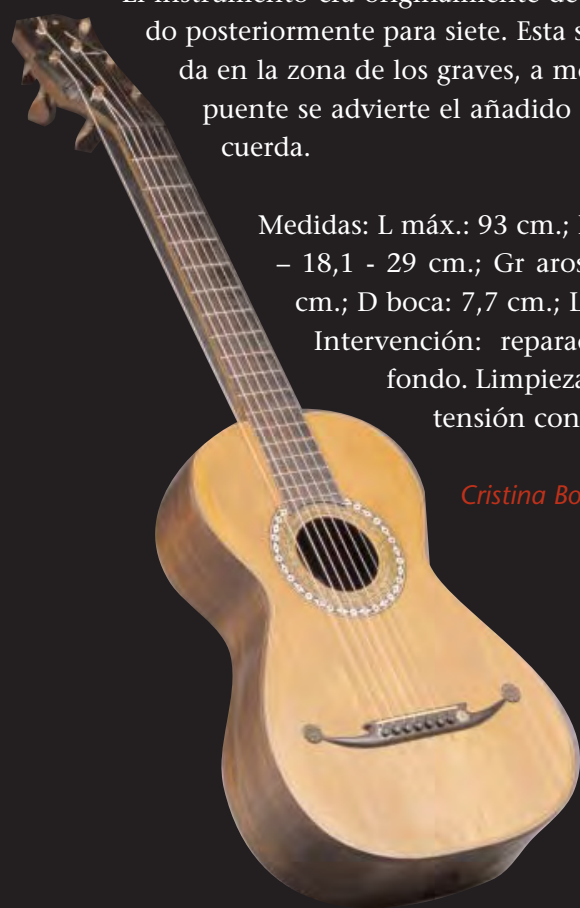 do posteriormente para siete. Esta s
da en la zona de los graves, a m
puente se advierte el añadido
cuerda.
Medidas: L máx.: 93 cm.;
– 18,1 - 29 cm.; Gr aros
cm.; D boca: 7,7 cm.; L
Intervención: reparac
fondo. Limpieza
tensión con
Cristina Bo